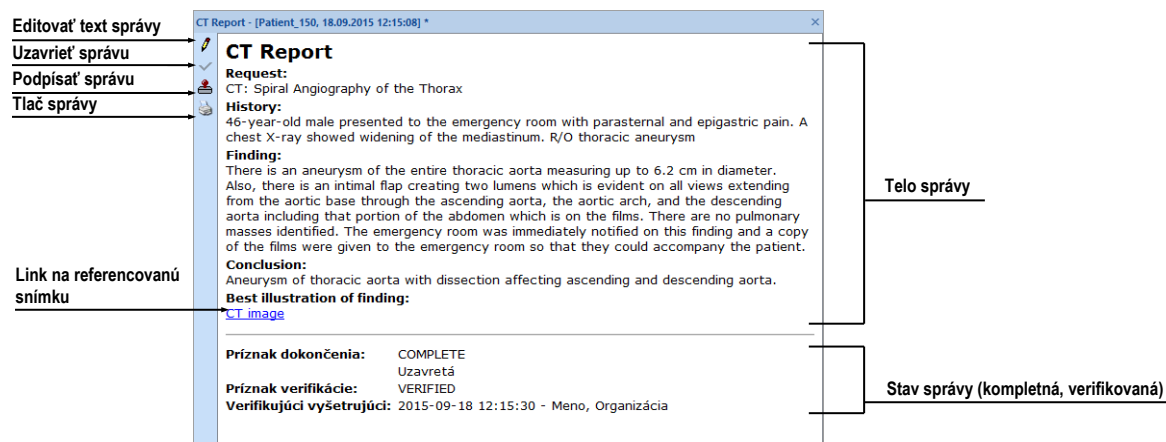 Editovať text správy
Uzavrieť správu
Podpísať správu
Tlač správy
Link na referencovanú
snímku
CT Report - [Patient_150, 18.09.2015 12:15:08] *
CT Report
Request:
CT: Spiral Angiography of the Thorax
History:
46-year-old male presented to the emergency room with parasternal and epigastric pain. A
chest X-ray showed widening of the mediastinum. R/O thoracic aneurysm
Finding:
There is an aneurysm of the entire thoracic aorta measuring up to 6.2 cm in diameter.
Also, there is an intimal flap creating two lumens which is evident on all views extending
from the aortic base through the ascending aorta, the aortic arch, and the descending
aorta including that portion of the abdomen which is on the films. There are no pulmonary
masses identified. The emergency room was immediately notified on this finding and a copy
of the films were given to the emergency room so that they could accompany the patient.
Conclusion:
Aneurysm of thoracic aorta with dissection affecting ascending and descending aorta.
Best illustration of finding:
CT image
Príznak dokončenia: COMPLETE
Uzavretá
Príznak verifikácie: VERIFIED
Verifikujúci vyšetrujúci: 2015-09-18 12:15:30 - Meno, Organizácia
Telo správy
Stav správy (kompletná, verifikovaná)